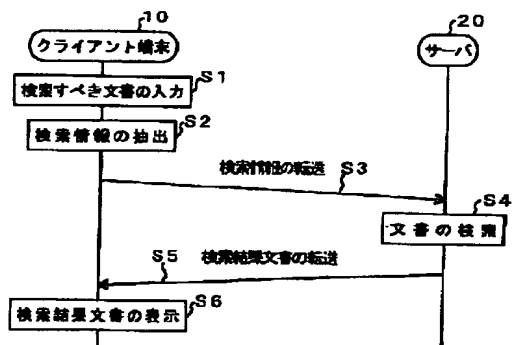 10
クライアント端末
20
サーバ
S1
検索すべき文書の入力
S2
検索情報の抽出
検索情報の転送
S3
S4
文書の検索
S5
検索結果文書の転送
S6
検索結果文書の表示